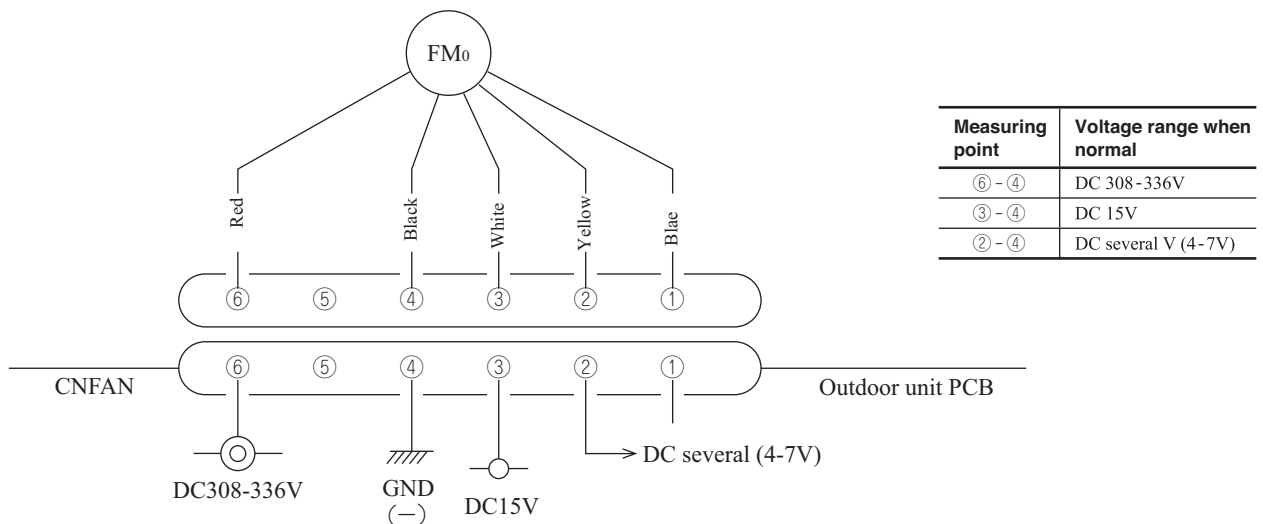 FM0
Red
Black
White
Yellow
Blae
⑥ ⑤ ④ ③ ② ①
⑥ ⑤ ④ ③ ② ①
CNFAN
Outdoor unit PCB
DC308-336V
GND
(－)
DC15V
DC several (4-7V)
Measuring point
Voltage range when normal
⑥-④ DC 308-336V
③-④ DC 15V
②-④ DC several V (4-7V)